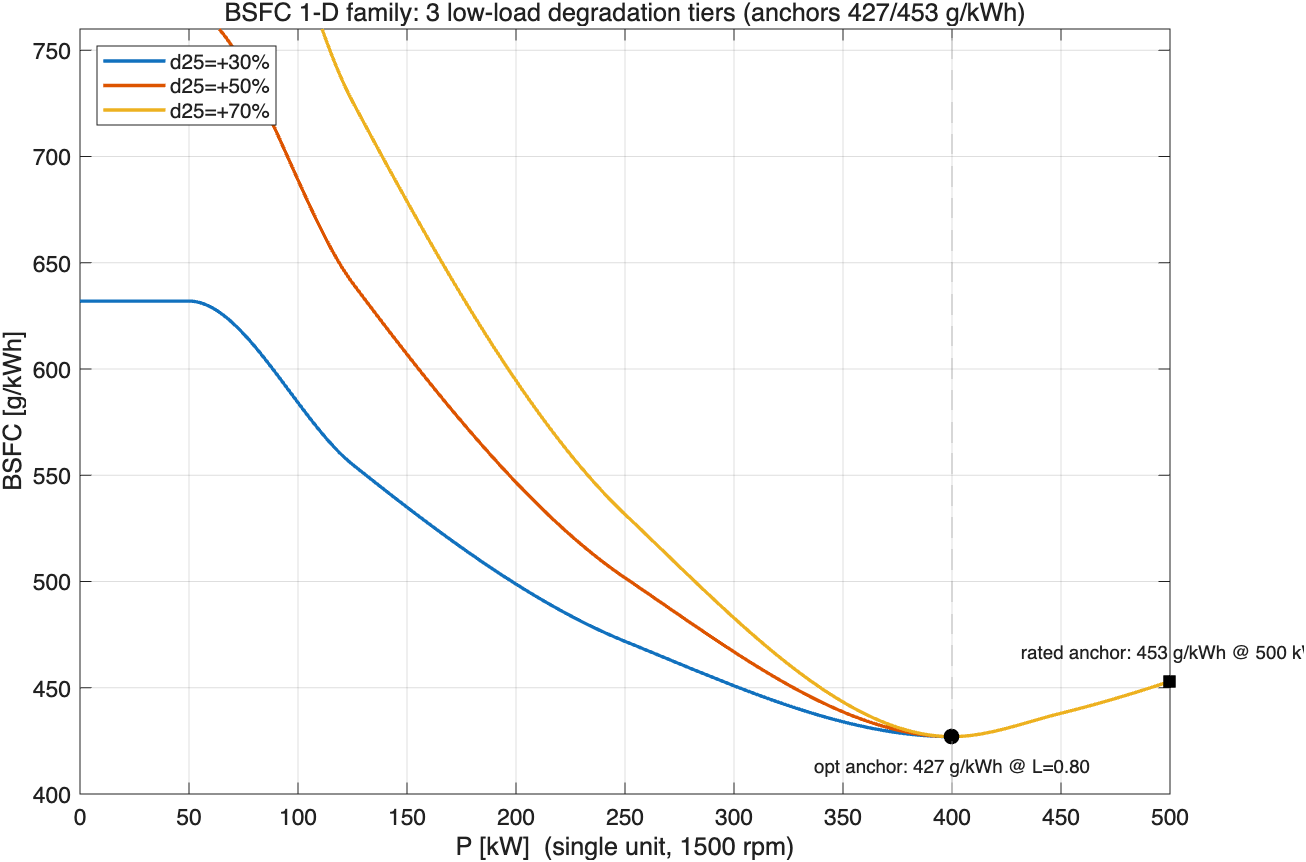 BSFC 1-D family: 3 low-load degradation tiers (anchors 427/453 g/kWh)
750
700
650
600
550
500
450
400
BSFC [g/kWh]
d25=+30%
d25=+50%
d25=+70%
rated anchor: 453 g/kWh @ 500 k
opt anchor: 427 g/kWh @ L=0.80
0
50
100
150
200
250
300
350
400
450
500
P [kW]  (single unit, 1500 rpm)